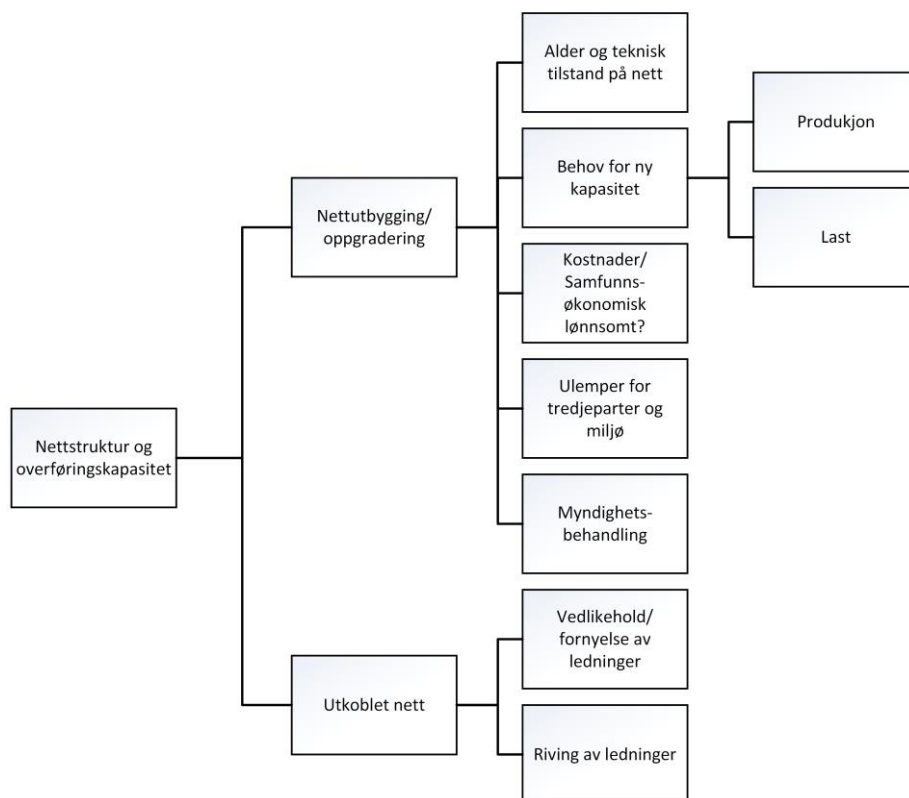 Alder og teknisk
tilstand på nett
Produkjon
Behov for ny
kapasitet
Nettutbygging/
oppgradering
Last
Kostnader/
Samfunns-
økonomisk
lønnsomt?
Ulemper for
tredjeparter og
miljø
Nettstruktur og
overføringskapasitet
Myndighets-
behandling
Vedlikehold/
fornyelse av
ledninger
Utkoblet nett
Riving av ledninger